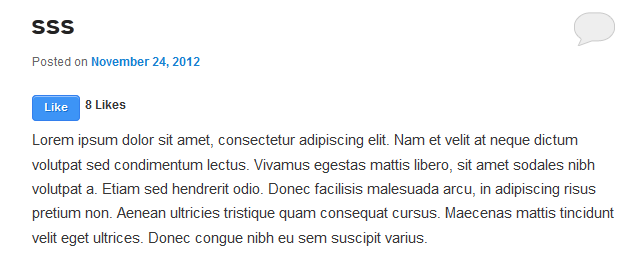 sss
Posted on November 24, 2012
Like 8 Likes
Lorem ipsum dolor sit amet, consectetur adipiscing elit. Nam et velit at neque dictum
volutpat sed condimentum lectus. Vivamus egestas mattis libero, sit amet sodales nibh
volutpat a. Etiam sed hendrerit odio. Donec facilisis malesuada arcu, in adipiscing risus
pretium non. Aenean ultricies tristique quam consequat cursus. Maecenas mattis tincidunt
velit eget ultrices. Donec congue nibh eu sem suscipit varius.